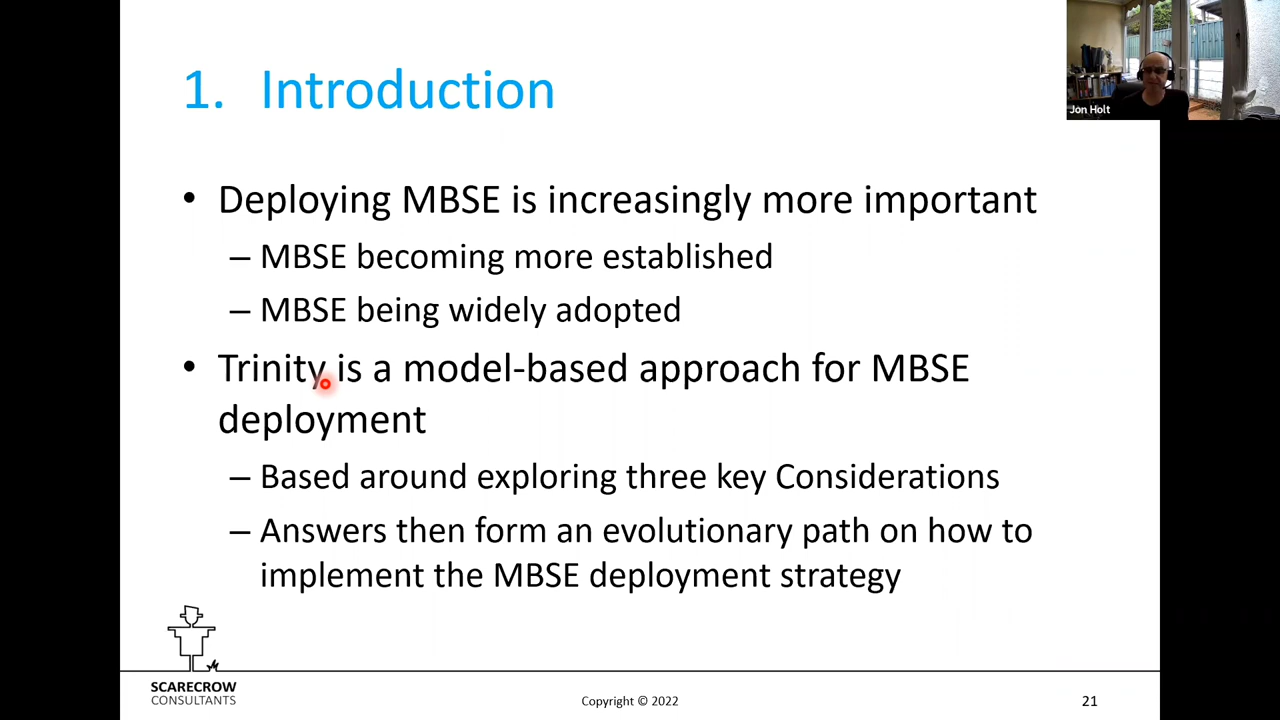 1. Introduction
Jon Holt
• Deploying MBSE is increasingly more important
– MBSE becoming more established
– MBSE being widely adopted
• Trinity is a model-based approach for MBSE
deployment
– Based around exploring three key Considerations
– Answers then form an evolutionary path on how to
implement the MBSE deployment strategy
SCARECROW
CONSULTANTS
Copyright © 2022
21